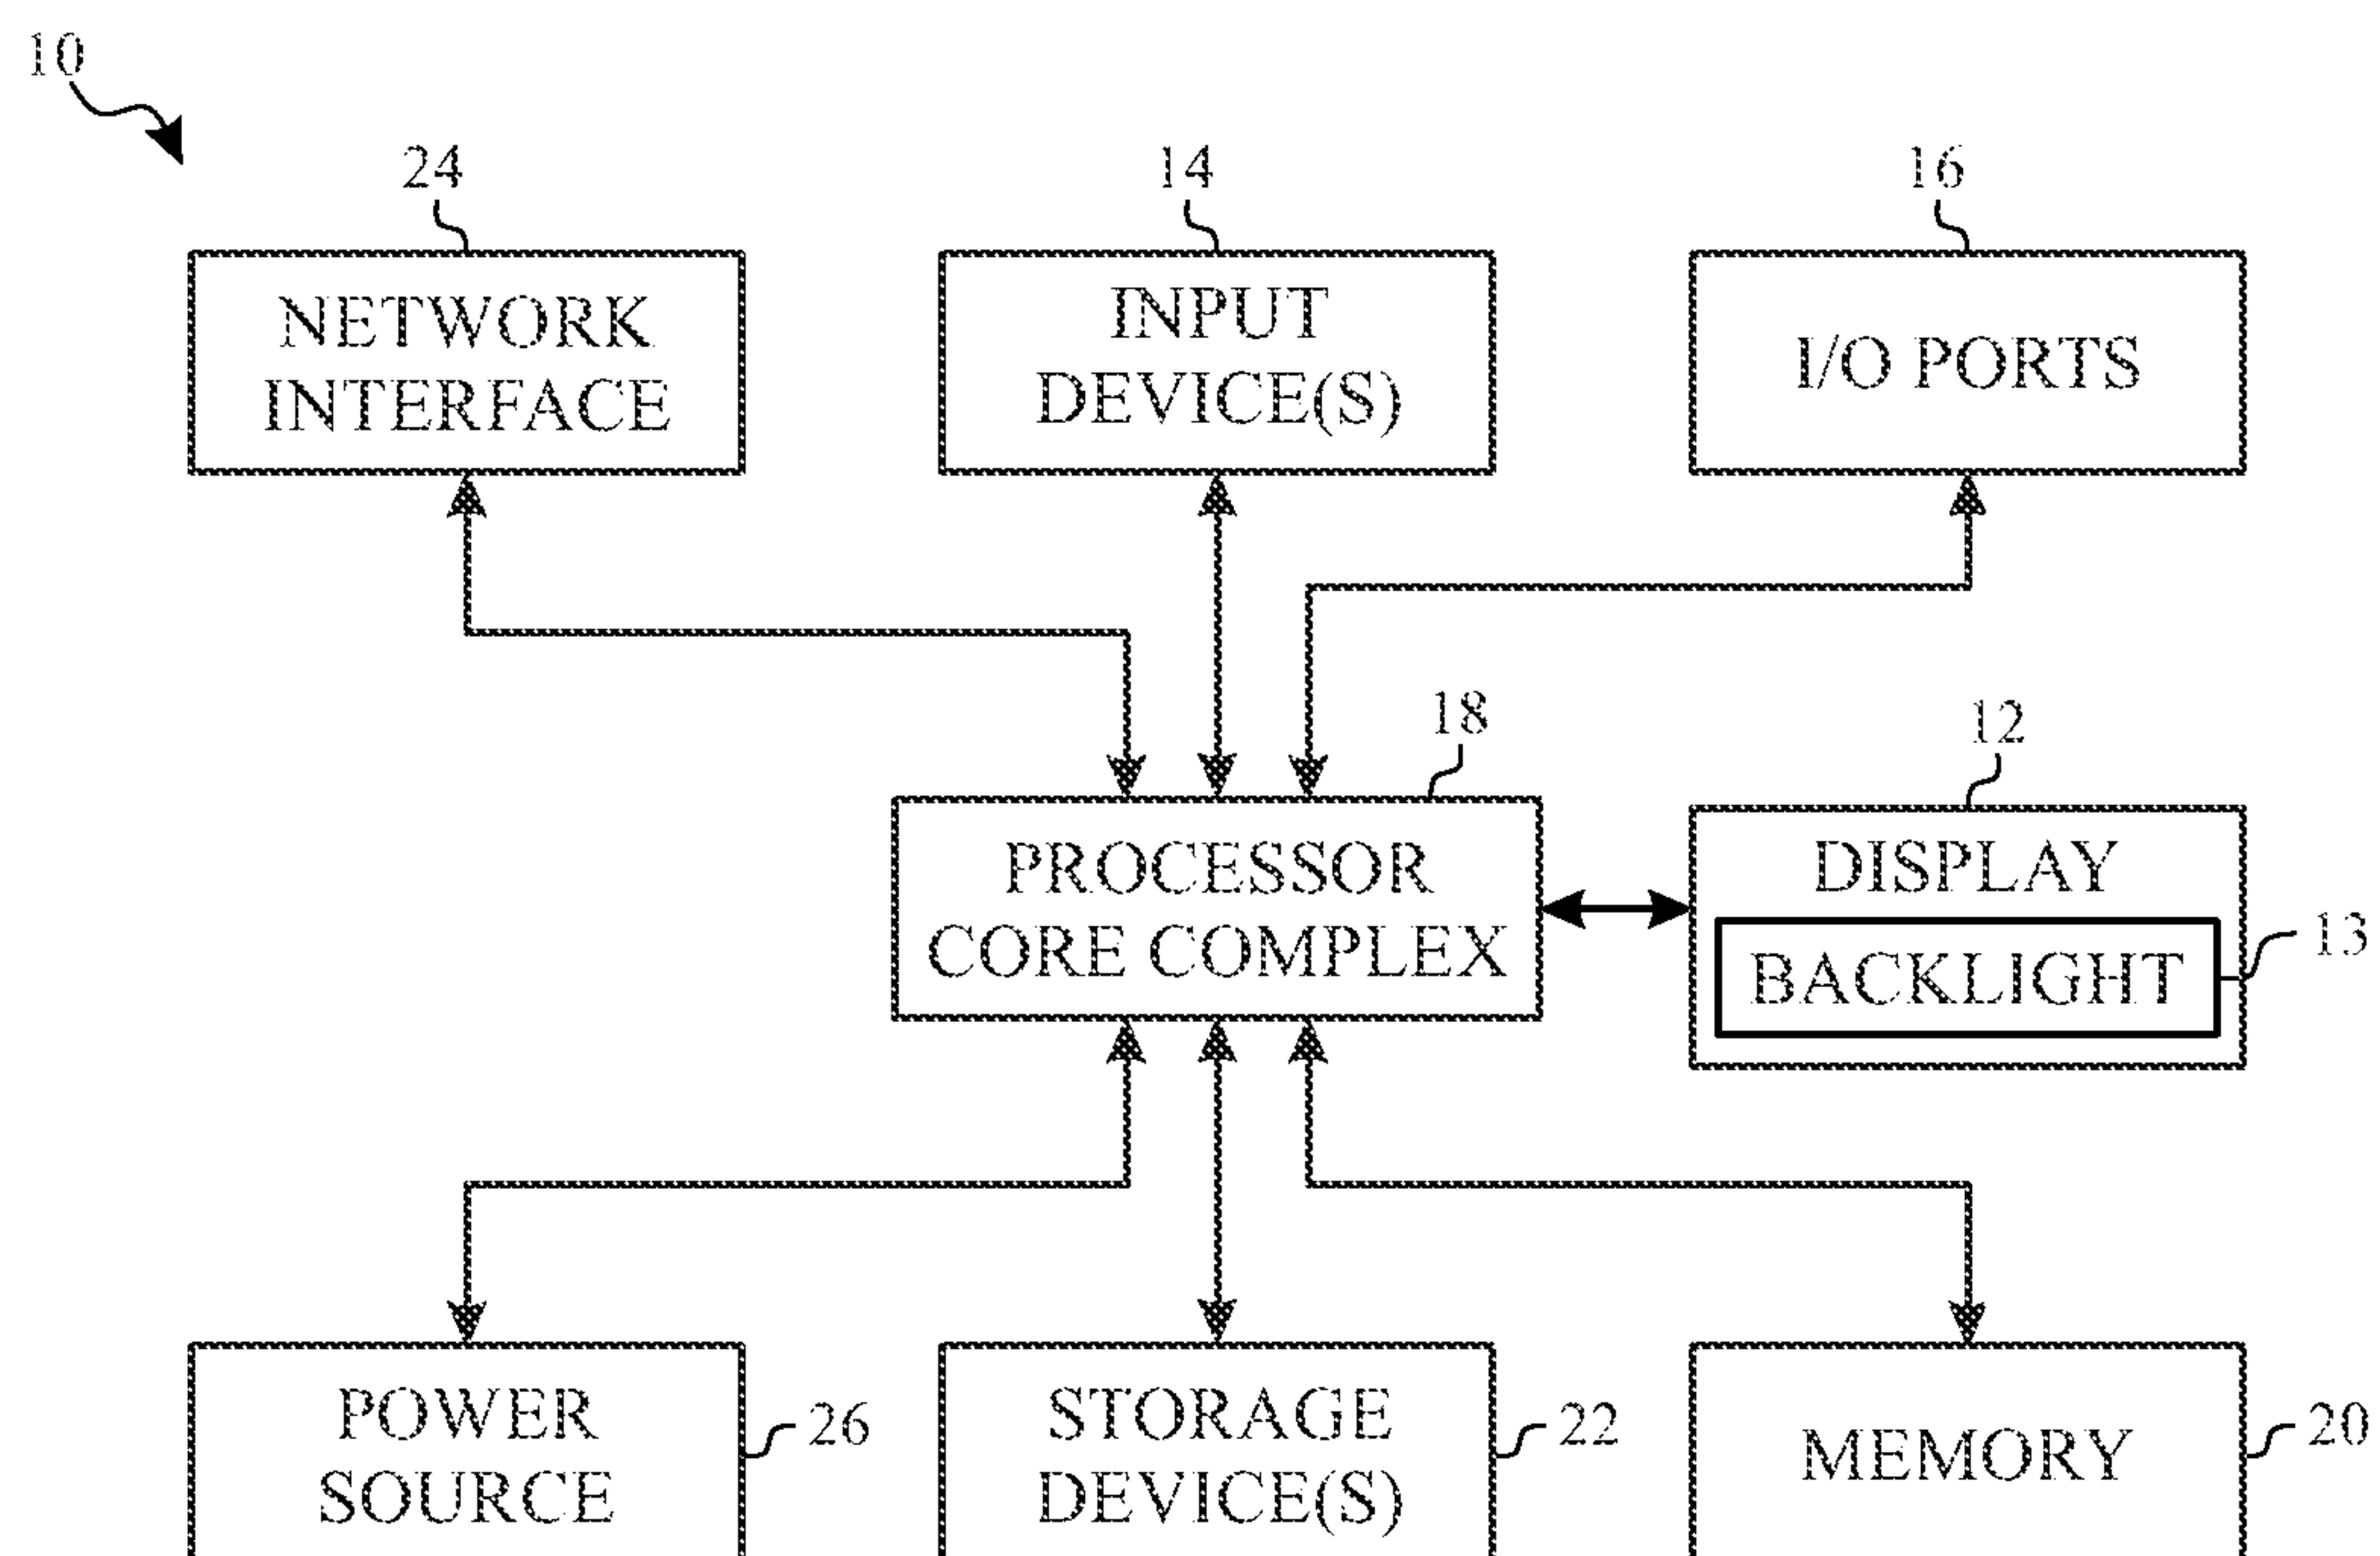 10
24
14
16
NETWORK
INTERFACE
INPUT
DEVICE(S)
I/O PORTS
18
12
PROCESSOR
CORE COMPLEX
DISPLAY
BACKLIGHT
13
POWER
SOURCE
26
STORAGE
DEVICE(S)
22
MEMORY
20